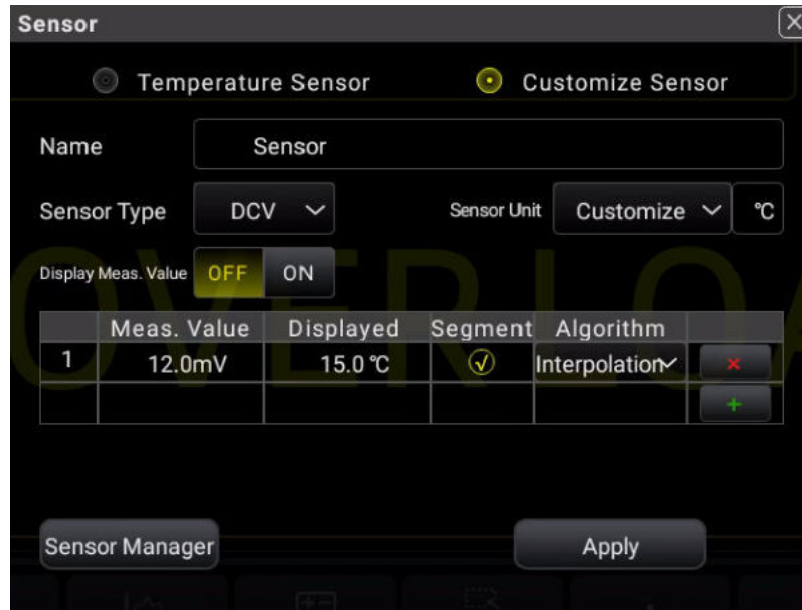 Sensor
Temperature Sensor Customize Sensor
Name Sensor
Sensor Type DCV Sensor Unit Customize °C
Display Meas. Value OFF ON
OVERLOA
Meas. Value Displayed Segment Algorithm
1 12.0mV 15.0 °C Interpolation
Sensor Manager Apply